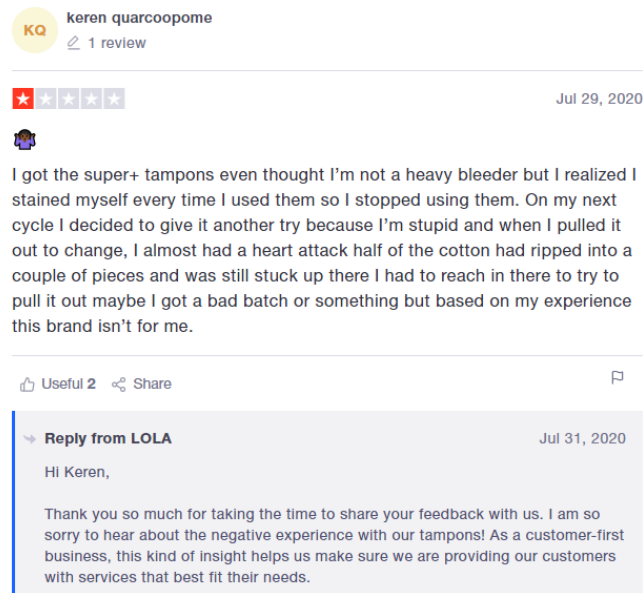 KQ
keren quarcoopome
1 review
Jul 29, 2020
I got the super+ tampons even thought I'm not a heavy bleeder but I realized I
stained myself every time I used them so I stopped using them. On my next
cycle I decided to give it another try because I'm stupid and when I pulled it
out to change, I almost had a heart attack half of the cotton had ripped into a
couple of pieces and was still stuck up there I had to reach in there to try to
pull it out maybe I got a bad batch or something but based on my experience
this brand isn't for me.
Useful 2 Share
Reply from LOLA Jul 31, 2020
Hi Keren,
Thank you so much for taking the time to share your feedback with us. I am so
sorry to hear about the negative experience with our tampons! As a customer-first
business, this kind of insight helps us make sure we are providing our customers
with services that best fit their needs.